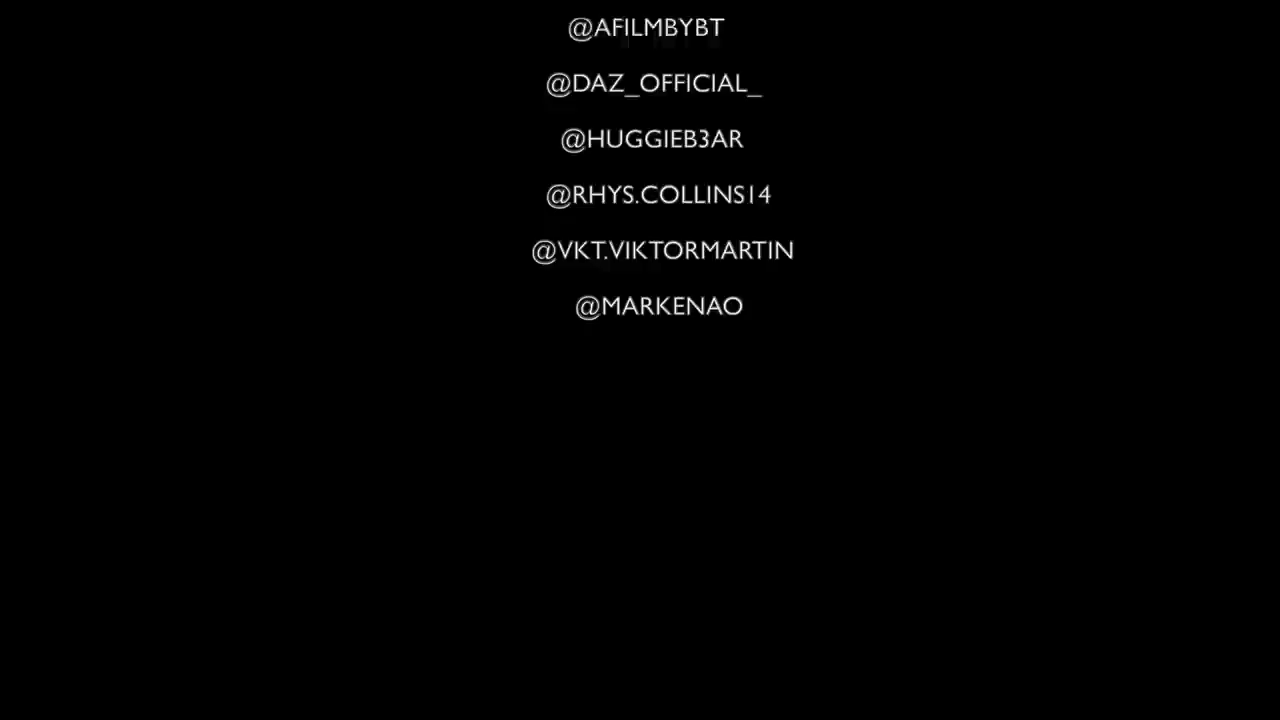 @AFILMBYBT
@DAZ_OFFICIAL_
@HUGGIEB3AR
@RHYS.COLLINS14
@VKT.VIKTORMARTIN
@MARKENAO